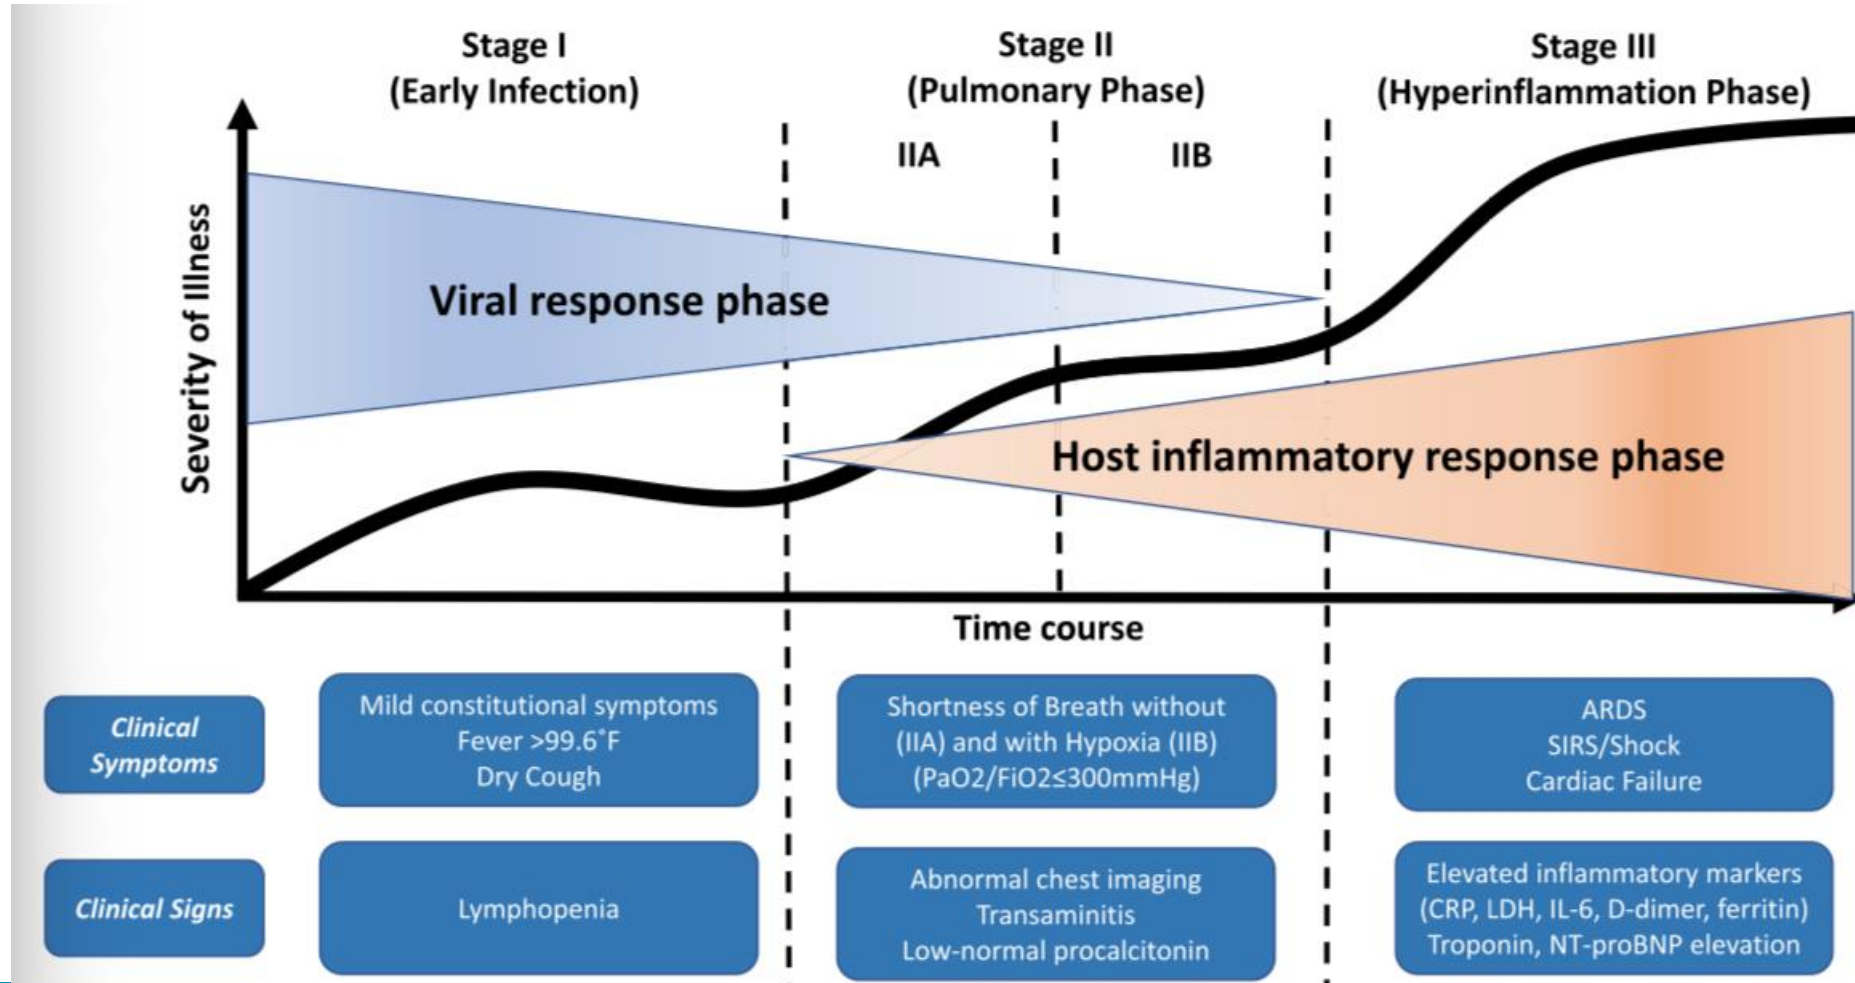 Stage I
(Early Infection)
Stage II
(Pulmonary Phase)
Stage III
(Hyperinflammation Phase)
IIA
IIB
Severity of Illness
Viral response phase
Host inflammatory response phase
Time course
Clinical
Symptoms
Mild constitutional symptoms
Fever >99.6°F
Dry Cough
Shortness of Breath without
(IIA) and with Hypoxia (IIB)
(PaO2/FiO2≤300mmHg)
ARDS
SIRS/Shock
Cardiac Failure
Clinical Signs
Lymphopenia
Abnormal chest imaging
Transaminitis
Low-normal procalcitonin
Elevated inflammatory markers
(CRP, LDH, IL-6, D-dimer, ferritin)
Troponin, NT-proBNP elevation